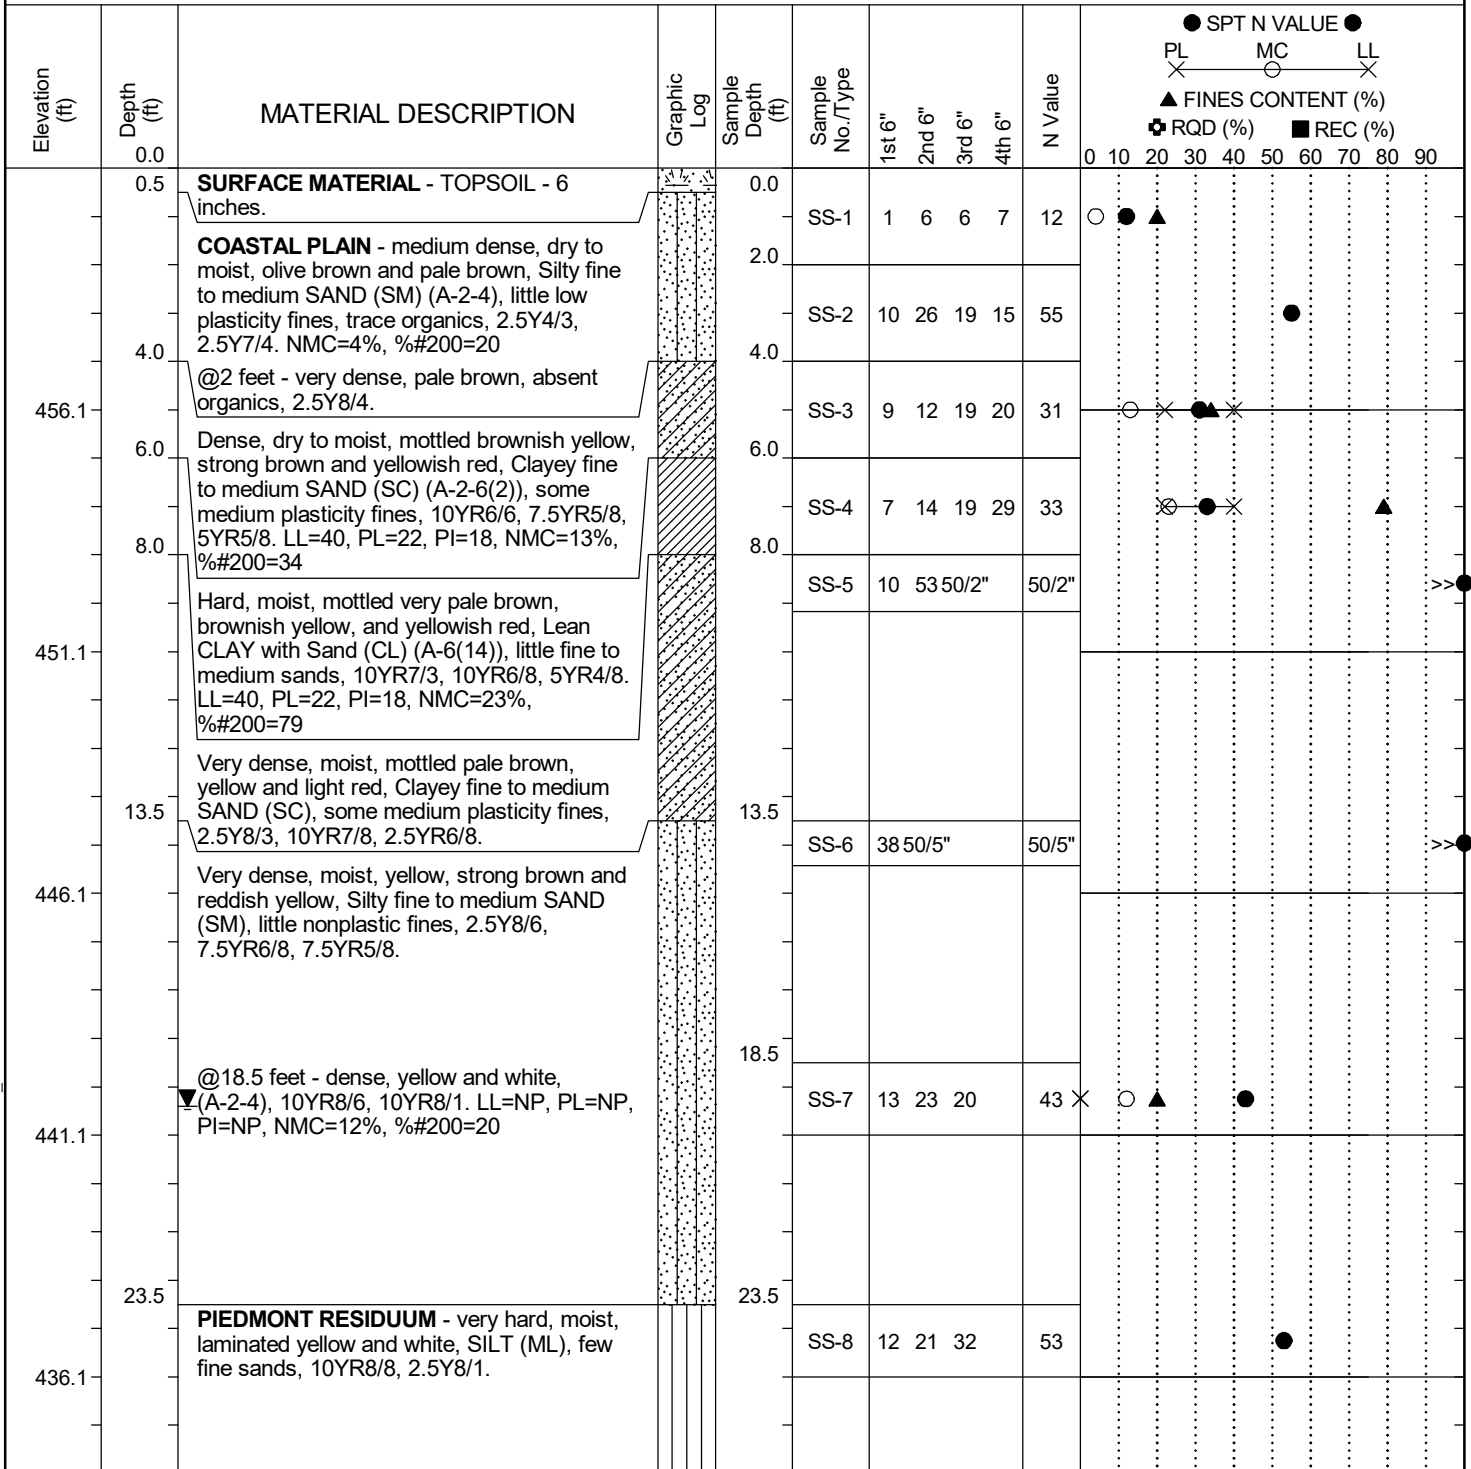 Elevation (ft)
Depth (ft)
0.0
MATERIAL DESCRIPTION
Graphic Log
Sample Depth (ft)
Sample No./Type
1st 6"
2nd 6"
3rd 6"
4th 6"
N Value
SPT N VALUE
PL MC LL
FINES CONTENT (%)
RQD (%) REC (%)
0 10 20 30 40 50 60 70 80 90
0.5
SURFACE MATERIAL - TOPSOIL - 6
inches.
0.0
SS-1 1 6 6 7 12
COASTAL PLAIN - medium dense, dry to
moist, olive brown and pale brown, Silty fine
to medium SAND (SM) (A-2-4), little low
plasticity fines, trace organics, 2.5Y4/3,
2.5Y7/4. NMC=4%, %#200=20
2.0
SS-2 10 26 19 15 55
4.0
4.0
@2 feet - very dense, pale brown, absent
organics, 2.5Y8/4.
456.1
SS-3 9 12 19 20 31
6.0
6.0
Dense, dry to moist, mottled brownish yellow,
strong brown and yellowish red, Clayey fine
to medium SAND (SC) (A-2-6(2)), some
medium plasticity fines, 10YR6/6, 7.5YR5/8,
5YR5/8. LL=40, PL=22, PI=18, NMC=13%,
%#200=34
SS-4 7 14 19 29 33
8.0
8.0
SS-5 10 53 50/2" 50/2" >>
Hard, moist, mottled very pale brown,
brownish yellow, and yellowish red, Lean
CLAY with Sand (CL) (A-6(14)), little fine to
medium sands, 10YR7/3, 10YR6/8, 5YR4/8.
LL=40, PL=22, PI=18, NMC=23%,
%#200=79
451.1
Very dense, moist, mottled pale brown,
yellow and light red, Clayey fine to medium
SAND (SC), some medium plasticity fines,
2.5Y8/3, 10YR7/8, 2.5YR6/8.
13.5
13.5
SS-6 38 50/5" 50/5" >>
Very dense, moist, yellow, strong brown and
reddish yellow, Silty fine to medium SAND
(SM), little nonplastic fines, 2.5Y8/6,
7.5YR6/8, 7.5YR5/8.
446.1
18.5
@18.5 feet - dense, yellow and white,
(A-2-4), 10YR8/6, 10YR8/1. LL=NP, PL=NP,
PI=NP, NMC=12%, %#200=20
SS-7 13 23 20 43
441.1
23.5
23.5
PIEDMONT RESIDUUM - very hard, moist,
laminated yellow and white, SILT (ML), few
fine sands, 10YR8/8, 2.5Y8/1.
SS-8 12 21 32 53
436.1